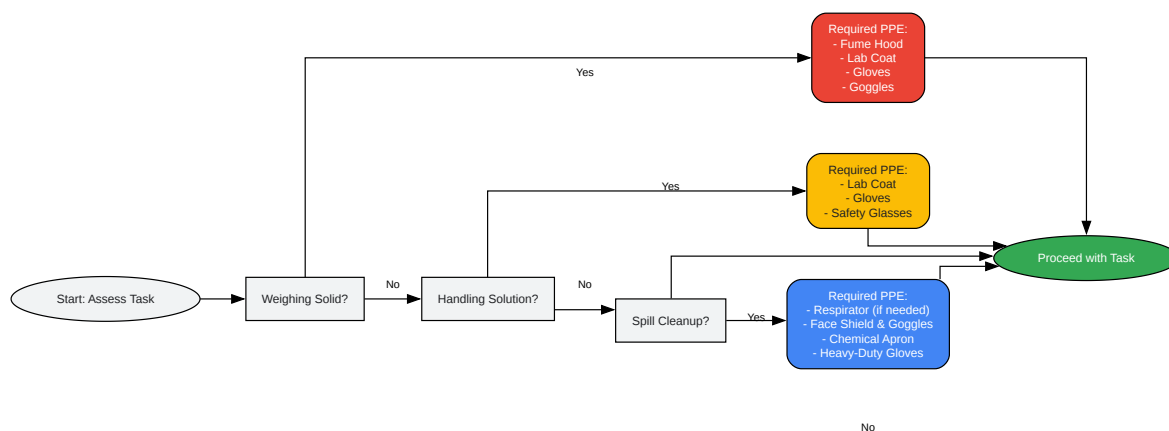 Required PPE:
- Fume Hood
- Lab Coat
- Gloves
- Goggles
Yes
Required PPE:
- Lab Coat
- Gloves
- Safety Glasses
Yes
Proceed with Task
Start: Assess Task
Weighing Solid?
No
Handling Solution?
No
Spill Cleanup?
Yes
Required PPE:
- Respirator (if needed)
- Face Shield & Goggles
- Chemical Apron
- Heavy-Duty Gloves
No